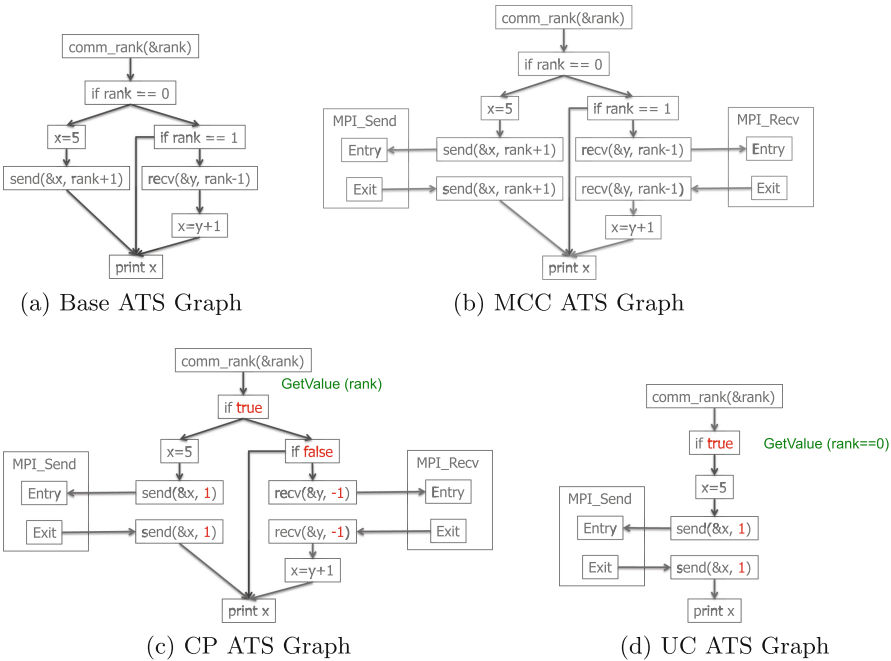 comm_rank(&rank)
if rank == 0
x=5
if rank == 1
send(&x, rank+1)
recv(&y, rank-1)
x=y+1
print x
(a) Base ATS Graph
comm_rank(&rank)
if rank == 0
x=5
if rank == 1
MPI_Send
MPI_Recv
Entry
send(&x, rank+1)
recv(&y, rank-1)
Entry
Exit
send(&x, rank+1)
recv(&y, rank-1)
Exit
x=y+1
print x
(b) MCC ATS Graph
comm_rank(&rank)
GetValue (rank)
if true
x=5
if false
MPI_Send
MPI_Recv
Entry
send(&x, 1)
recv(&y, -1)
Entry
Exit
send(&x, 1)
recv(&y, -1)
Exit
x=y+1
print x
(c) CP ATS Graph
comm_rank(&rank)
if true
GetValue (rank==0)
x=5
MPI_Send
Entry
send(&x, 1)
Exit
send(&x, 1)
print x
(d) UC ATS Graph